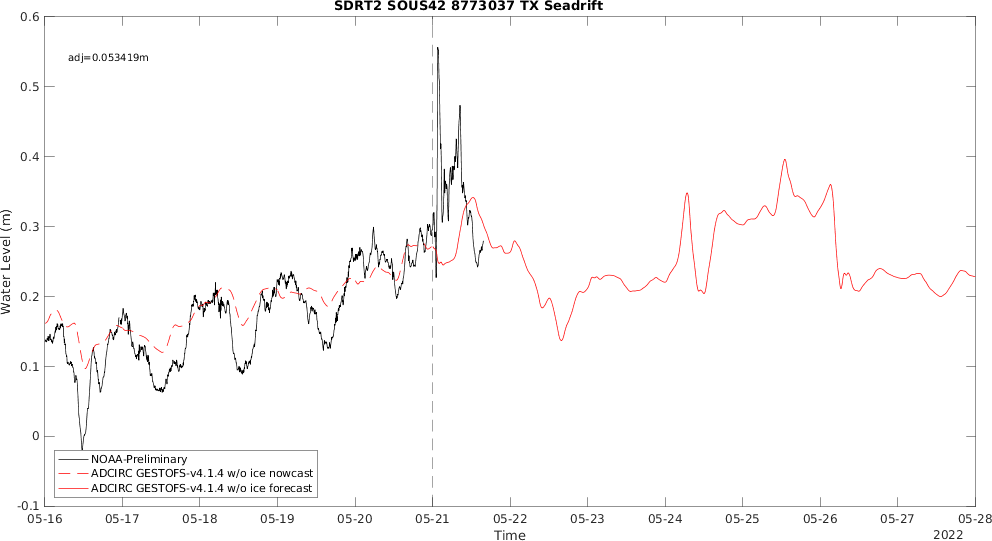 SDRT2 SOUS42 8773037 TX Seadrift
adj=0.053419m
Water Level (m)
0.6
0.5
0.4
0.3
0.2
0.1
0
-0.1
NOAA-Preliminary
ADCIRC GESTOFS-v4.1.4 w/o ice nowcast
ADCIRC GESTOFS-v4.1.4 w/o ice forecast
05-16 05-17 05-18 05-19 05-20 05-21 05-22 05-23 05-24 05-25 05-26 05-27 05-28
Time
2022